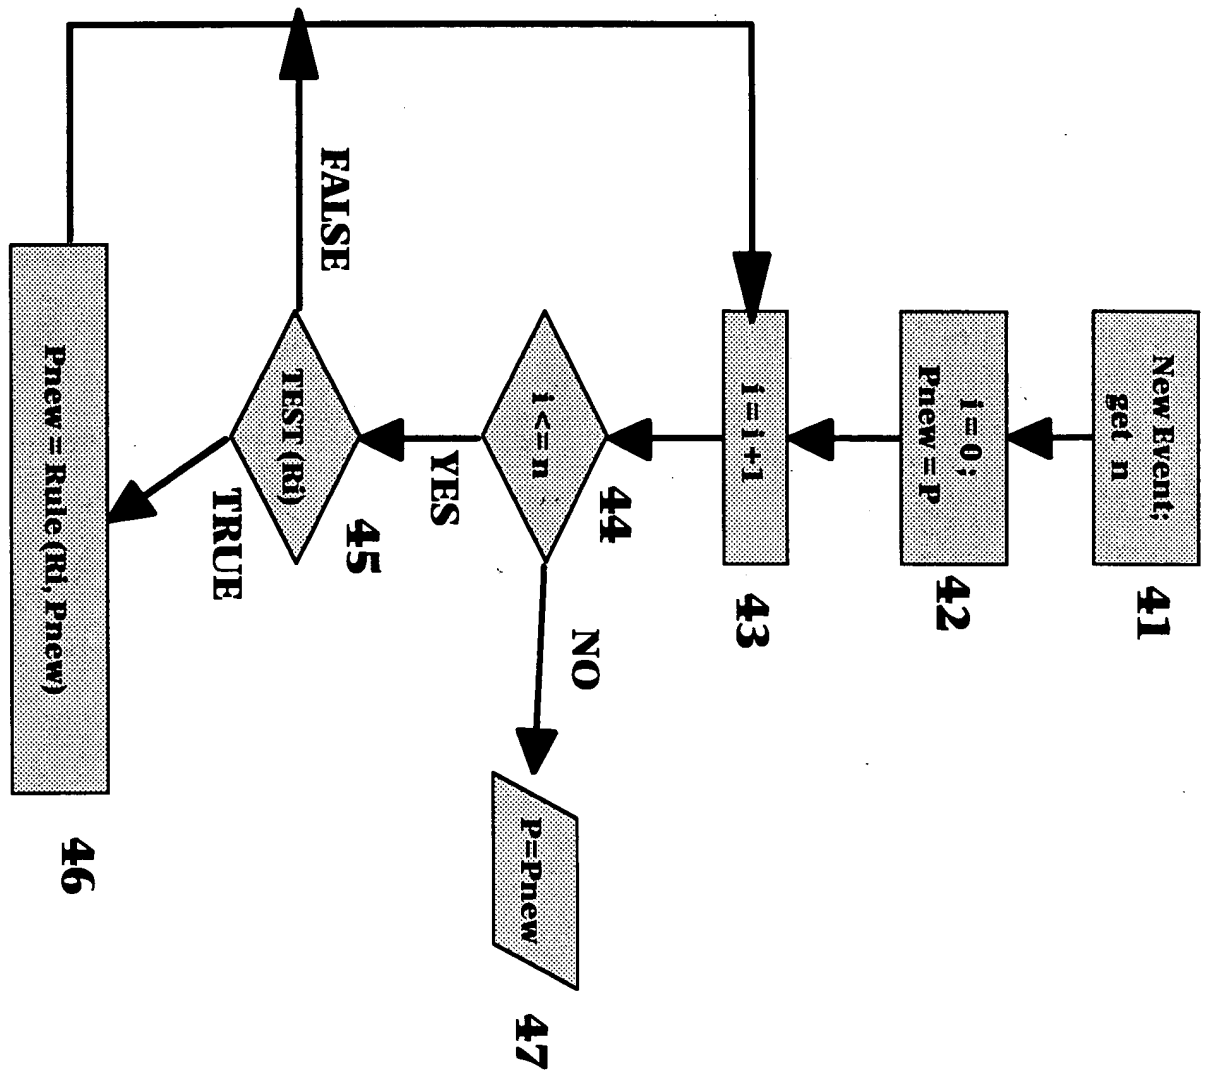 New Event;
get n
41
i = 0;
Pnew = P
42
i = i + 1
43
i <= n
44
NO
YES
P=Pnew
47
TEST (Ri)
45
FALSE
TRUE
Pnew = Rule (Ri, Pnew)
46